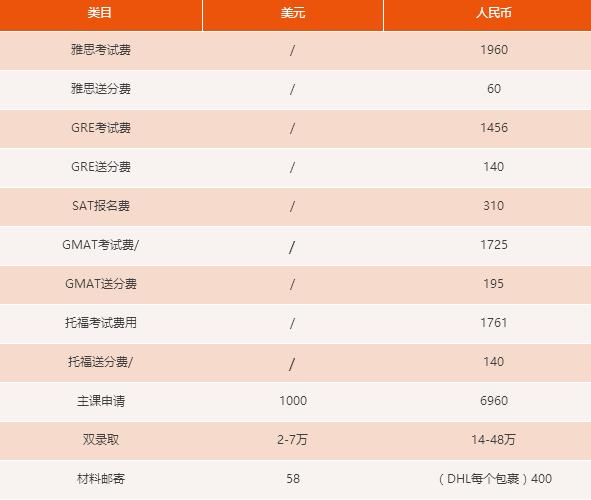 类目 美元 人民币
雅思考试费 / 1960
雅思送分费 / 60
GRE考试费 / 1456
GRE送分费 / 140
SAT报名费 / 310
GMAT考试费/ / 1725
GMAT送分费 / 195
托福考试费用 / 1761
托福送分费/ / 140
主课申请 1000 6960
双录取 2-7万 14-48万
材料邮寄 58 （DHL每个包裹）400